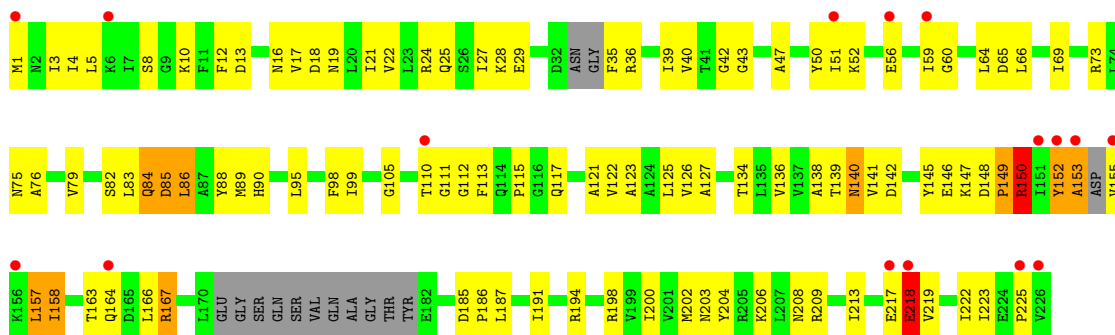 M1 N2 I3 I4 L5 K6 I7 S8 G9 K10 F11 F12 D13 N16 V17 D18 N19 L20 I21 V22 L23 R24 Q25 S26 I27 K28 E29 D32 ASN GLY F35 R36 I39 V40 T41 G42 G43 A47 Y50 I51 K52 E56 I59 G60 L64 D65 L66 I69 R73 L74
N75 A76 V79 S82 L83 Q84 D85 L86 A87 Y88 M89 H90 L95 F98 I99 G105 T110 G111 G112 F113 Q114 P115 G116 Q117 A121 V122 A123 A124 L125 V126 A127 T134 L135 V136 V137 A138 T139 N140 V141 D142 Y145 E146 K147 D148 P149 R150 I151 Y152 A153 ASP V155
K156 L157 I158 T163 Q164 D165 L166 R167 L170 GLU GLY SER GLN SER VAL GLN ALA GLY THR TYR E182 D185 P186 L187 I191 R194 R198 V199 I200 V201 M202 N203 Y204 R205 K206 L207 N208 R209 I213 E217 E218 V219 I222 I223 E224 P225 V226